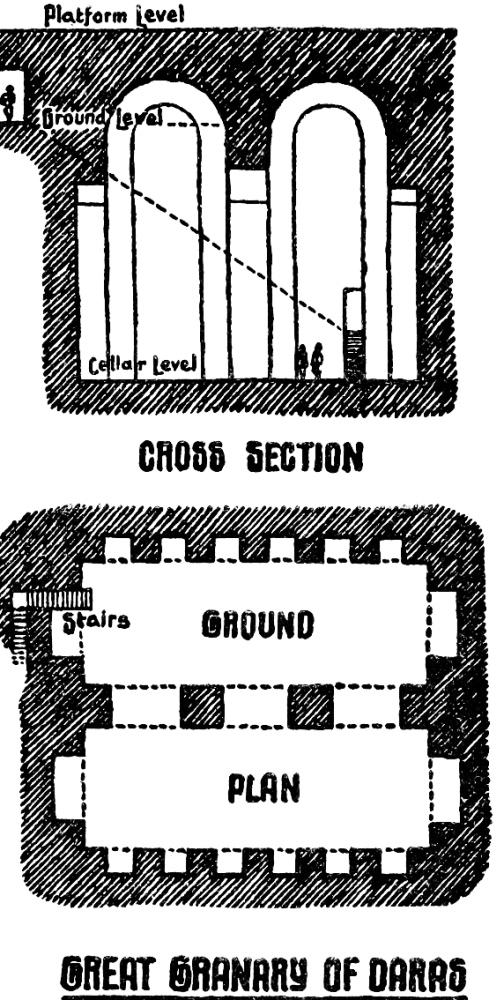 Platform Level
Ground Level
Cellar Level
CROSS SECTION
Stairs
GROUND
PLAN
GREAT GRANARY OF DARAS